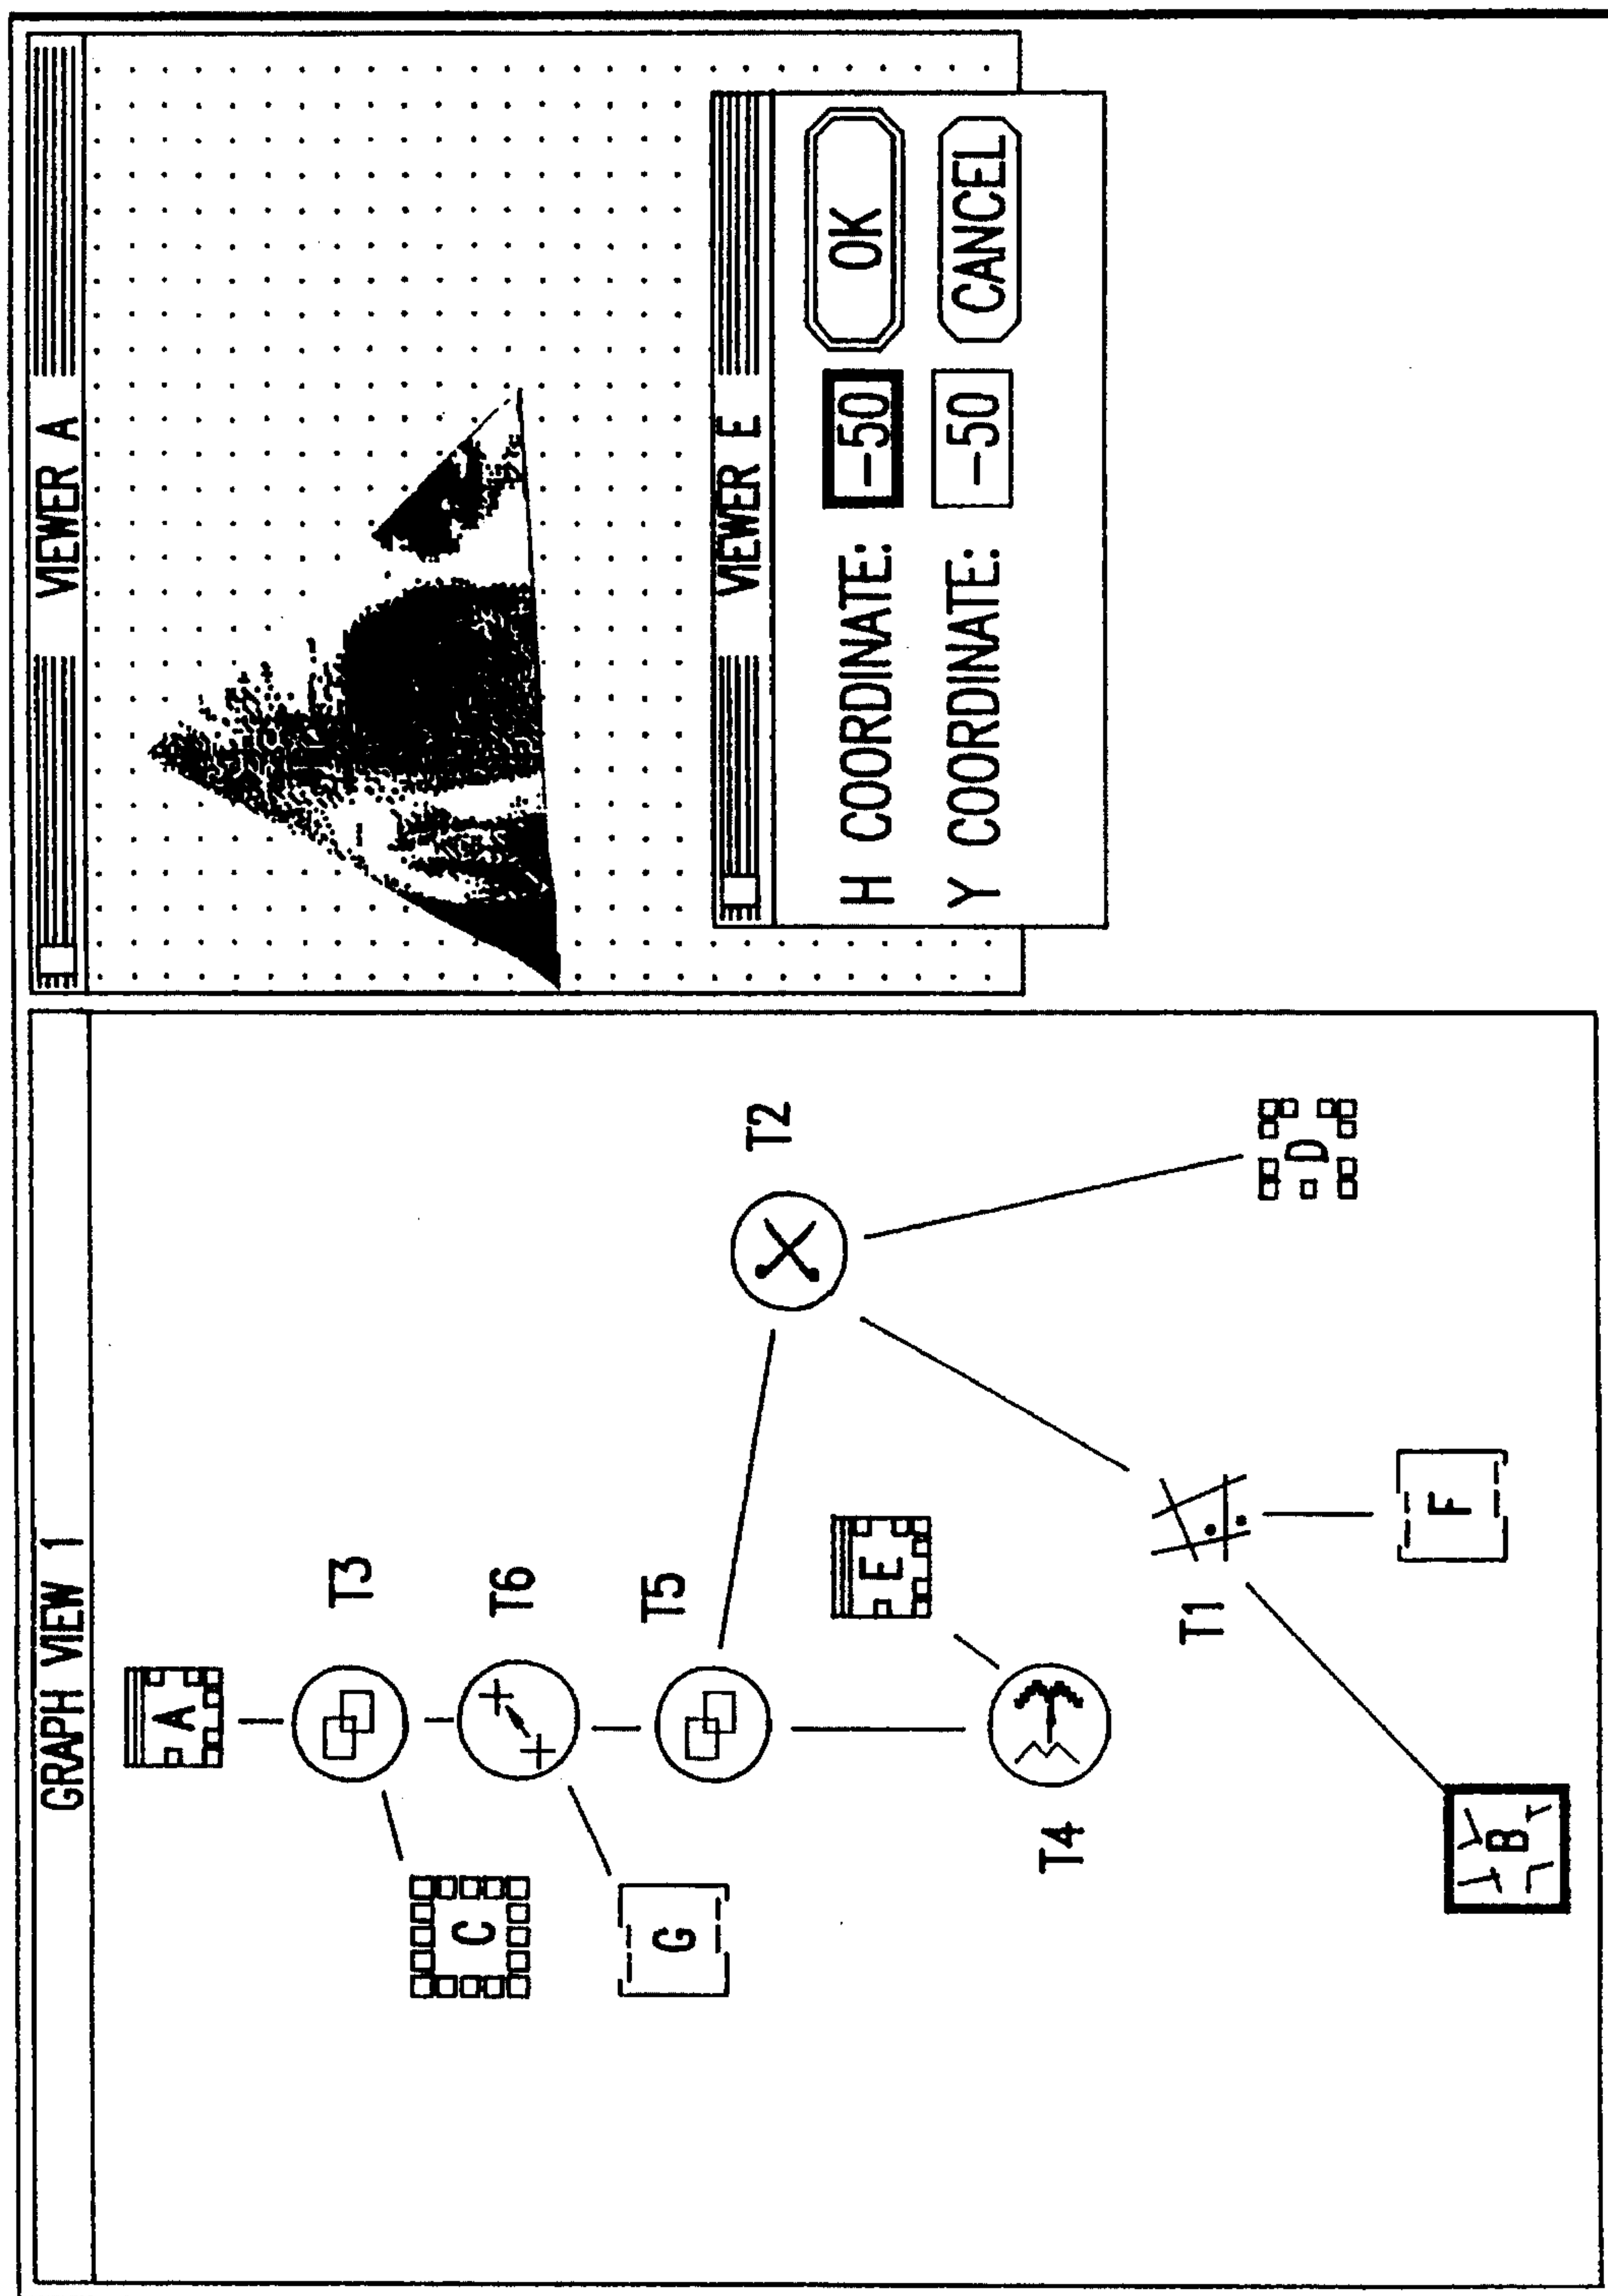 GRAPH VIEW 1
A
T3
C
T6
G
T5
T2
E
T4
T1
D
F
B
VIEWER A
VIEWER E
H COORDINATE: -50 OK
Y COORDINATE: -50 CANCEL